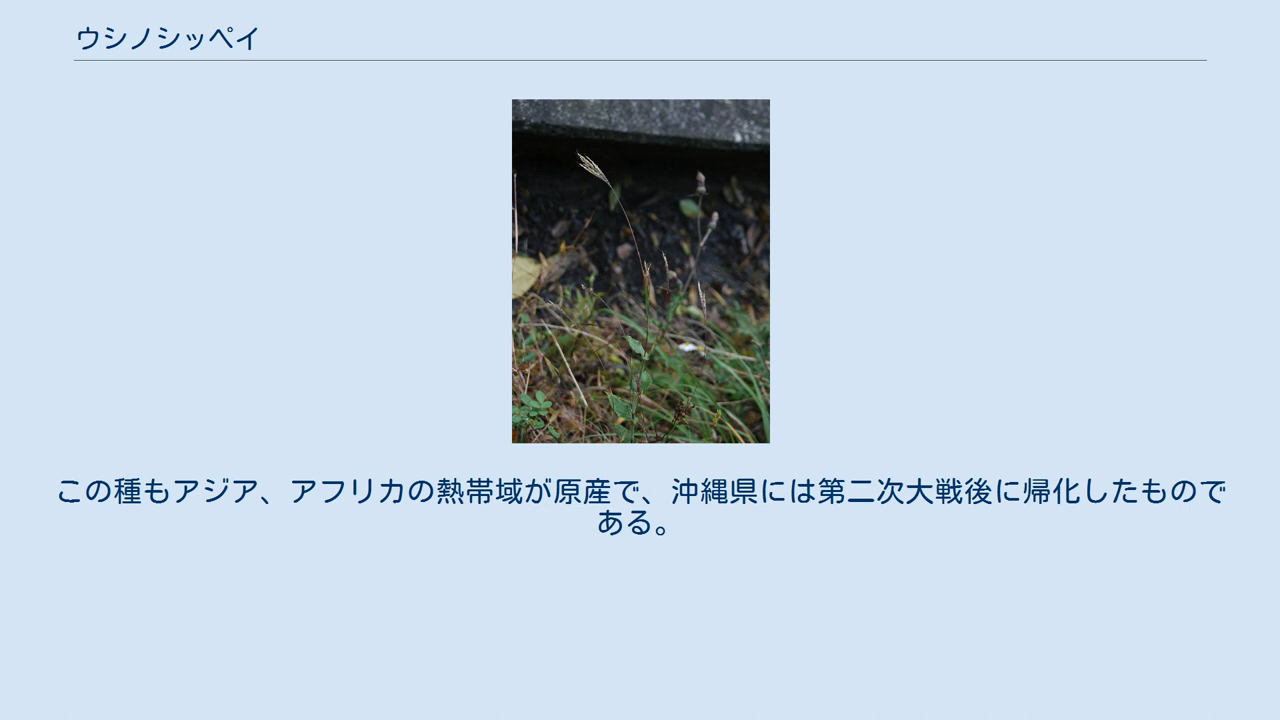 ウシノシッペイ
この種もアジア、アフリカの熱帯域が原産で、沖縄県には第二次大戦後に帰化したもので
ある。